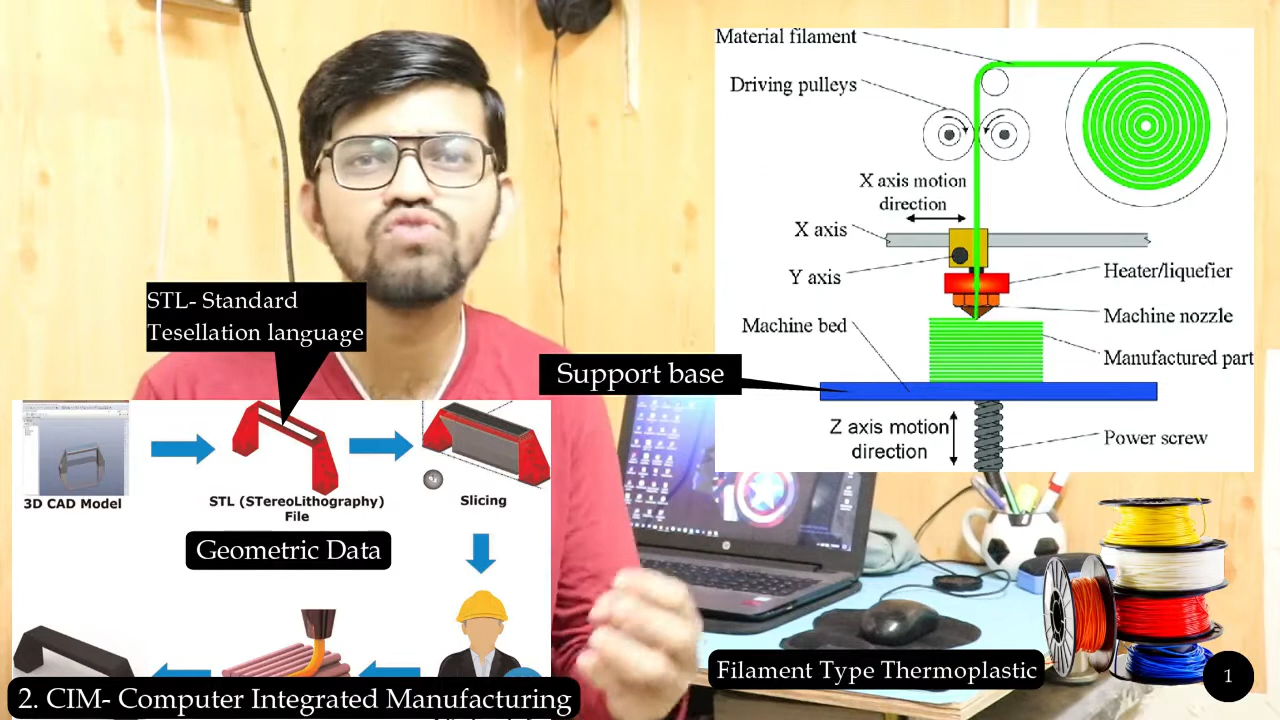 Material filament
Driving pulleys
X axis motion
direction
X axis
Y axis
Heater/liquefier
Machine nozzle
Machine bed
Manufactured part
Z axis motion
direction
Power screw
STL- Standard
Tesellation language
Support base
3D CAD Model
STL (STereoLithography)
File
Slicing
Geometric Data
2. CIM- Computer Integrated Manufacturing
Filament Type Thermoplastic
1